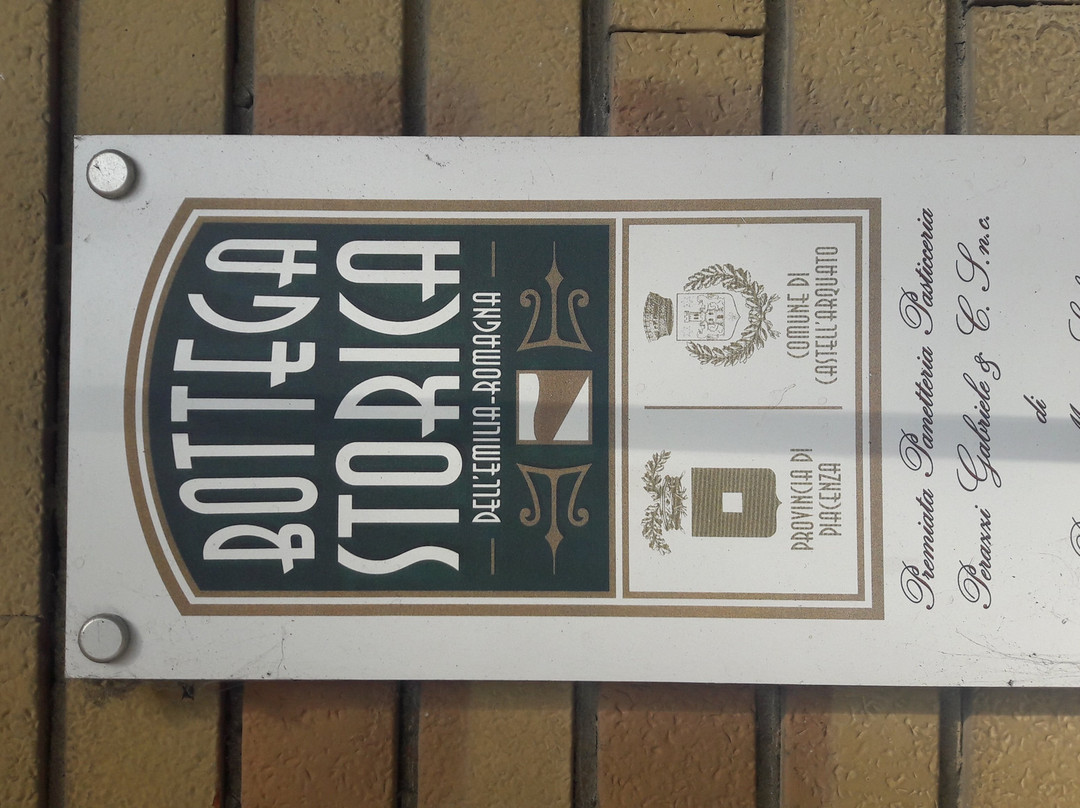 BOTTEGA
STORICA
DELL'EMILIA-ROMAGNA
PROVINCIA DI
PIACENZA
COMUNE DI
CASTELL'ARQUATO
Premiata Panetteria Pasticceria
Perazzi Gabriele & C. S.n.c.
di